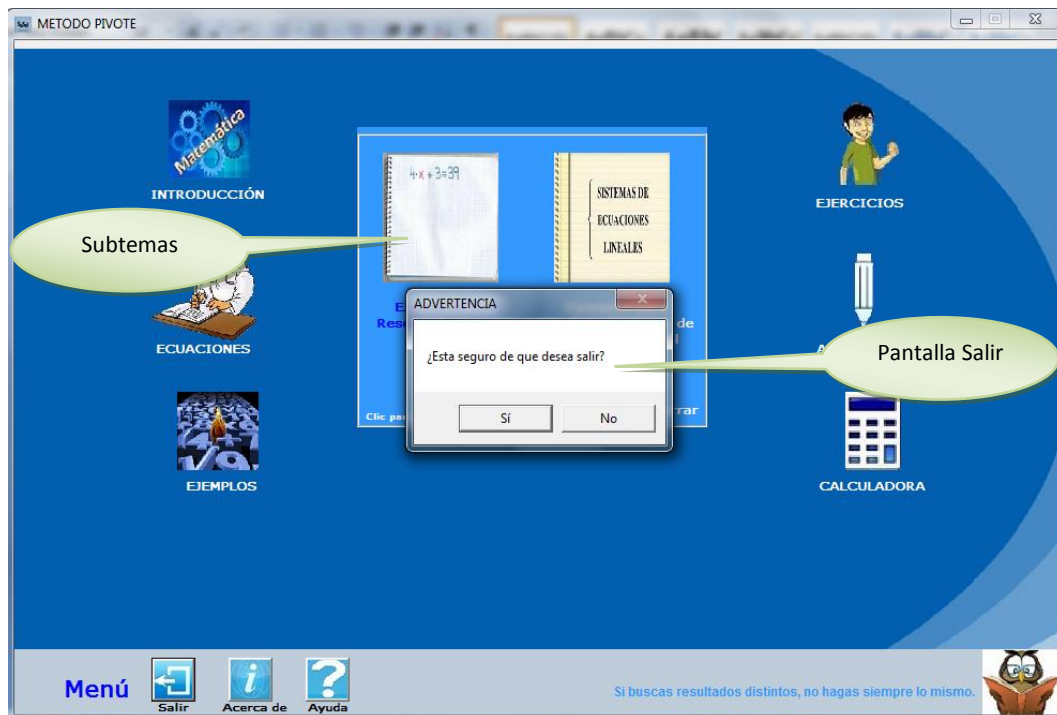 METODO PIVOTE
Matemática
INTRODUCCIÓN
4·x+3=39
SISTEMAS DE
ECUACIONES
LINEALES
EJERCICIOS
Subtemas
ECUACIONES
ADVERTENCIA
¿Esta seguro de que desea salir?
Sí
No
de
Pantalla Salir
Clic
EJEMPLOS
CALCULADORA
Menú
Salir
Acerca de
Ayuda
Si buscas resultados distintos, no hagas siempre lo mismo.